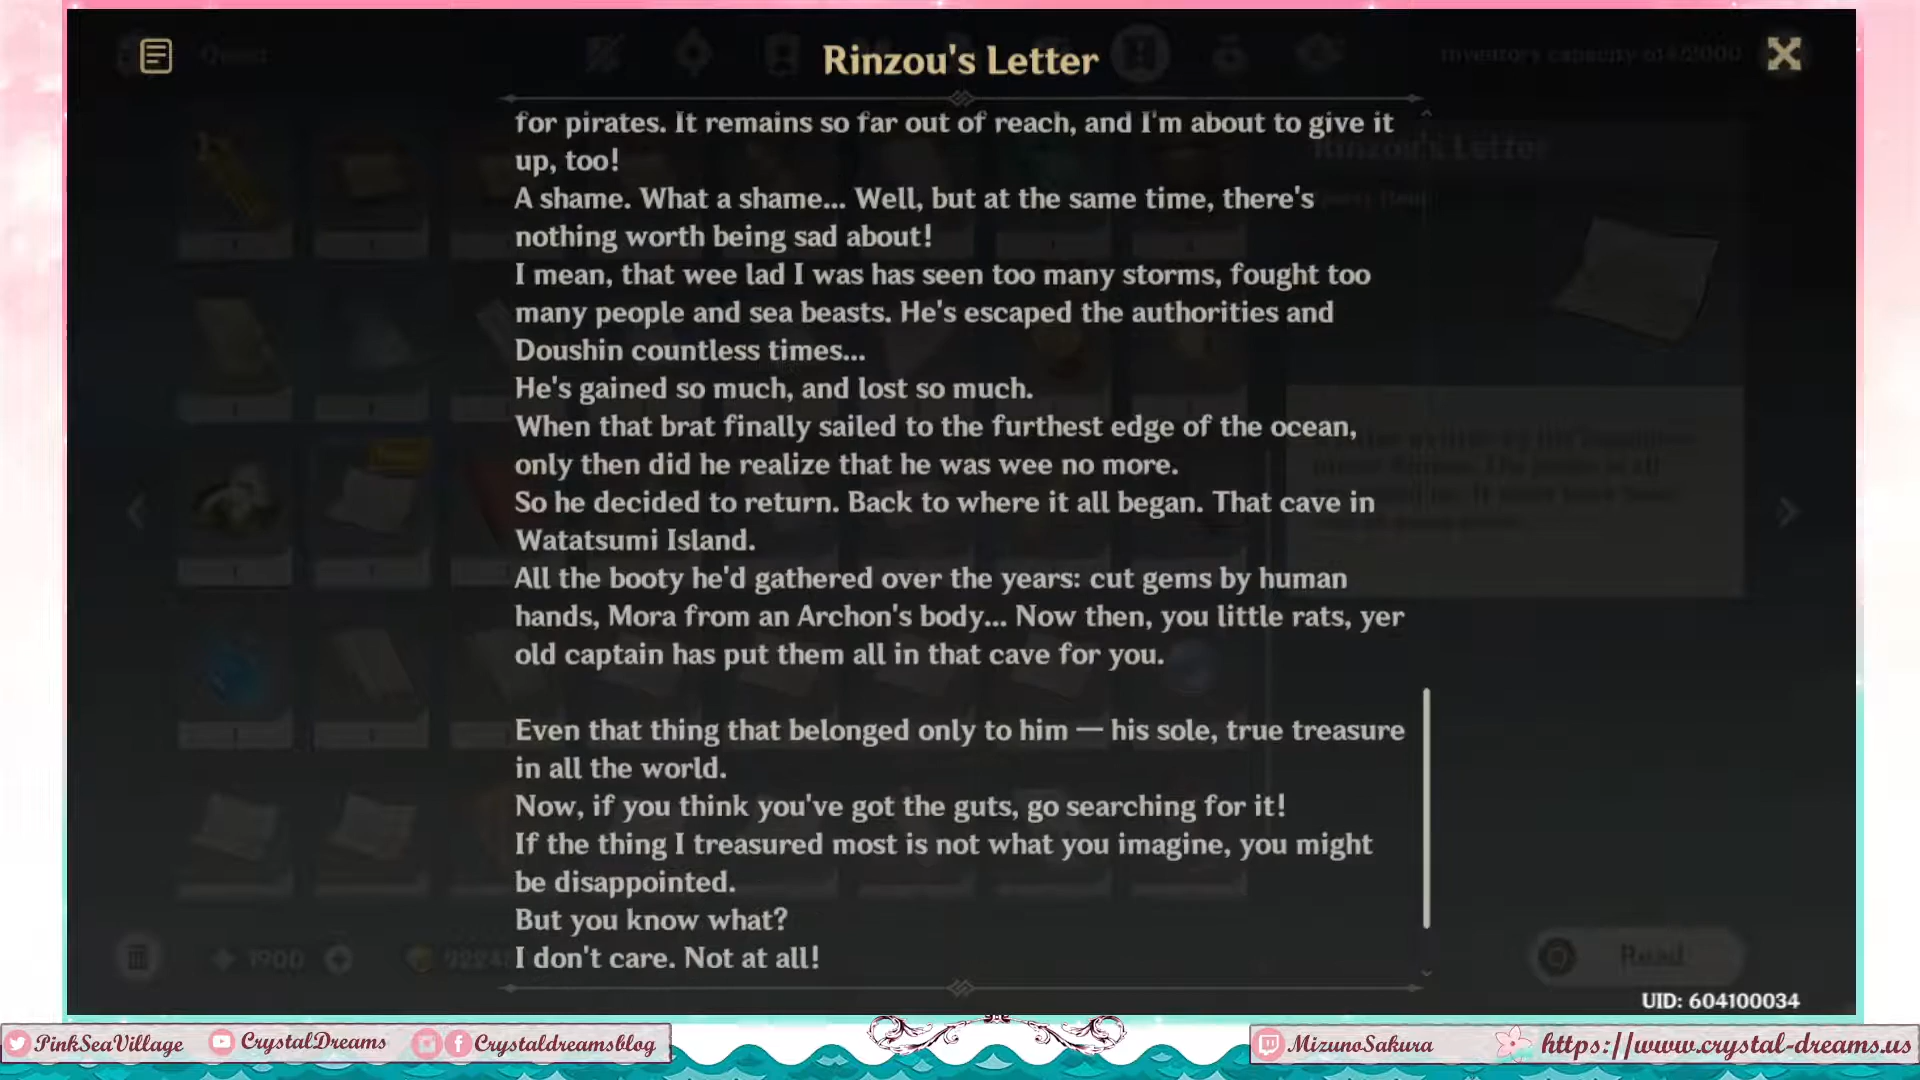 Rinzou's Letter
for pirates. It remains so far out of reach, and I'm about to give it
up, too!
A shame. What a shame... Well, but at the same time, there's
nothing worth being sad about!
I mean, that wee lad I was has seen too many storms, fought too
many people and sea beasts. He's escaped the authorities and
Doushin countless times...
He's gained so much, and lost so much.
When that brat finally sailed to the furthest edge of the ocean,
only then did he realize that he was wee no more.
So he decided to return. Back to where it all began. That cave in
Watatsumi Island.
All the booty he'd gathered over the years: cut gems by human
hands, Mora from an Archon's body... Now then, you little rats, yer
old captain has put them all in that cave for you.
Even that thing that belonged only to him — his sole, true treasure
in all the world.
Now, if you think you've got the guts, go searching for it!
If the thing I treasured most is not what you imagine, you might
be disappointed.
But you know what?
I don't care. Not at all!
Quest
Rinzou's Letter
1900
Read
UID: 604100034
PinkSeaVillage
CrystalDreams
Crystaldreamsblog
MizunoSakura
https://www.crystal-dreams.us